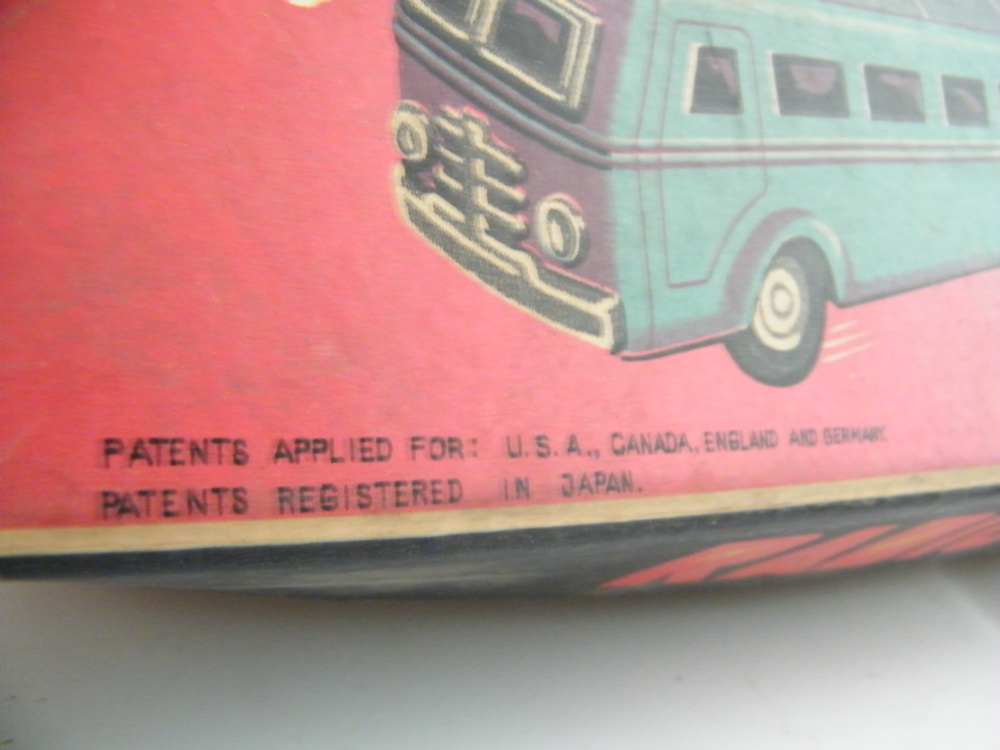 PATENTS APPLIED FOR: U.S.A., CANADA, ENGLAND AND GERMANY.
PATENTS REGISTERED IN JAPAN.